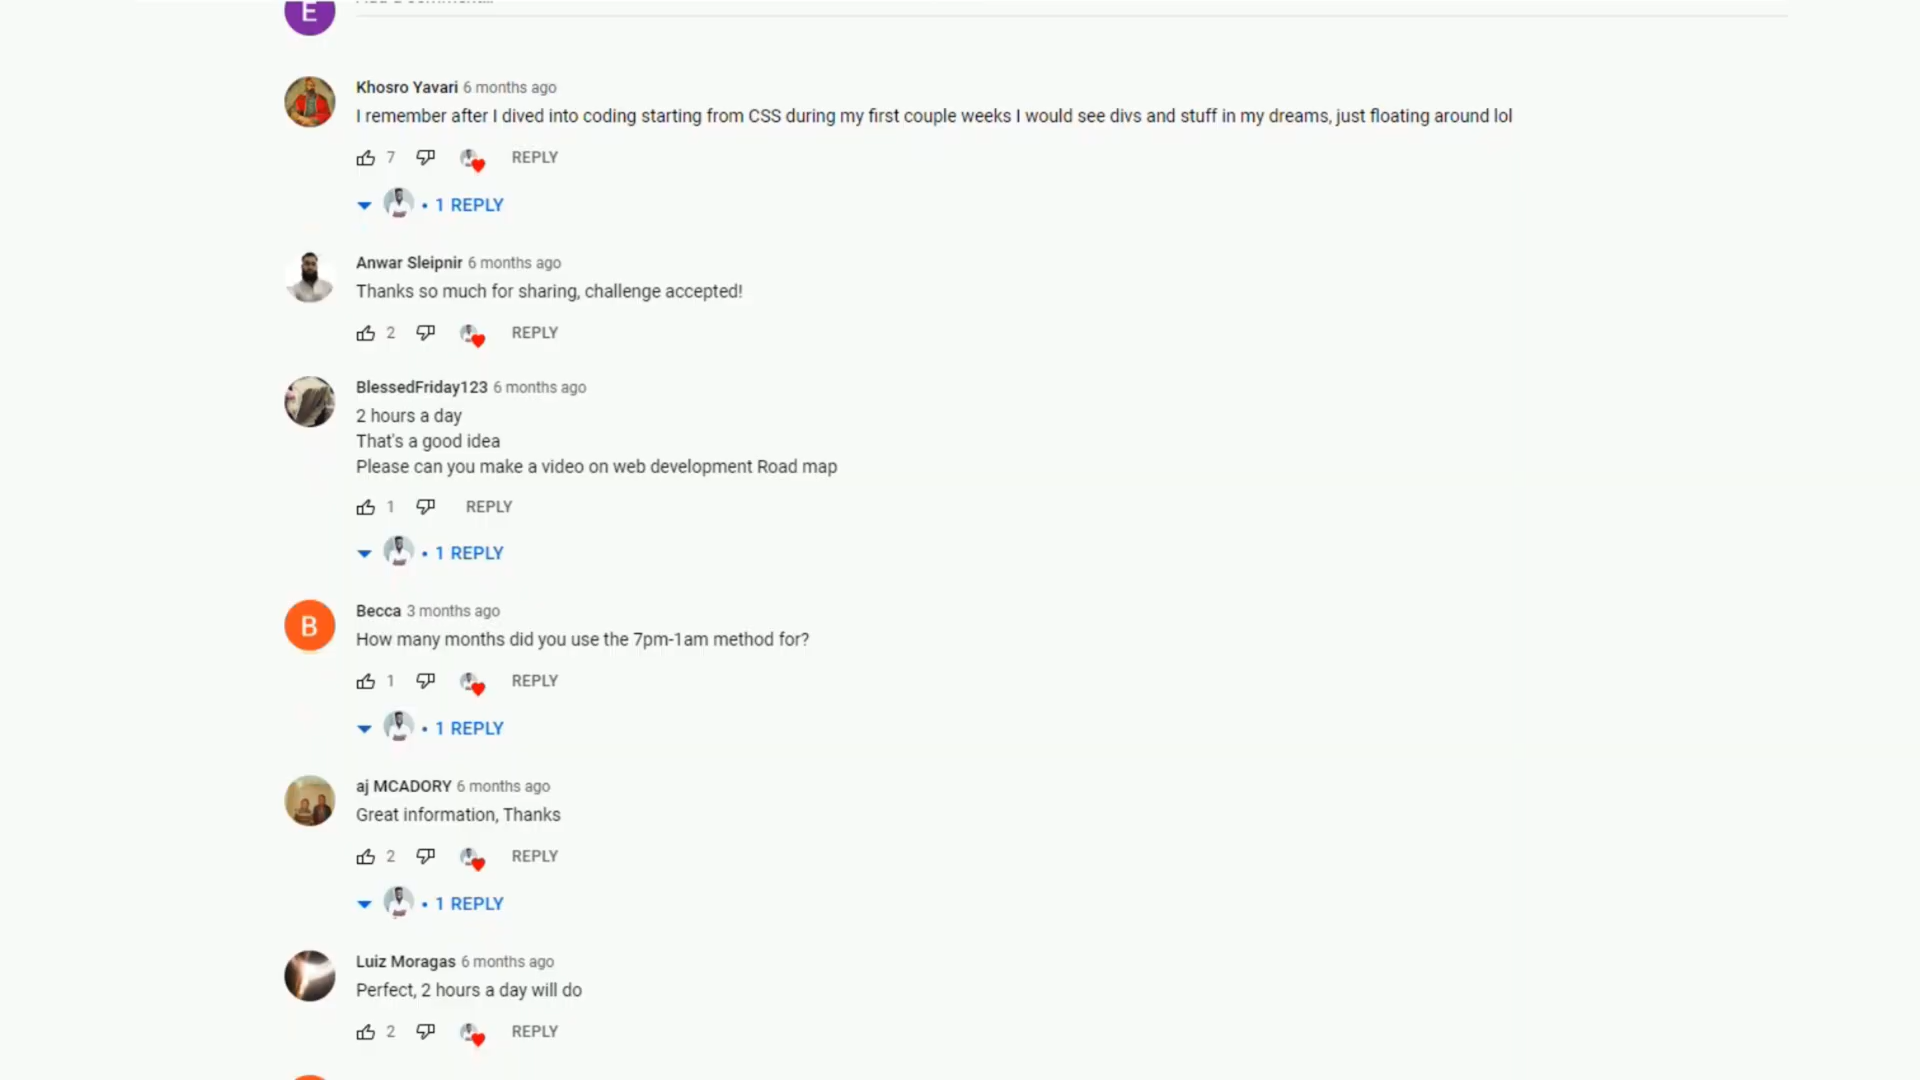 E
Khosro Yavari 6 months ago
I remember after I dived into coding starting from CSS during my first couple weeks I would see divs and stuff in my dreams, just floating around lol
7 REPLY
• 1 REPLY
Anwar Sleipnir 6 months ago
Thanks so much for sharing, challenge accepted!
2 REPLY
BlessedFriday123 6 months ago
2 hours a day
That's a good idea
Please can you make a video on web development Road map
1 REPLY
• 1 REPLY
B
Becca 3 months ago
How many months did you use the 7pm-1am method for?
1 REPLY
• 1 REPLY
aj MCADORY 6 months ago
Great information, Thanks
2 REPLY
• 1 REPLY
Luiz Moragas 6 months ago
Perfect, 2 hours a day will do
2 REPLY